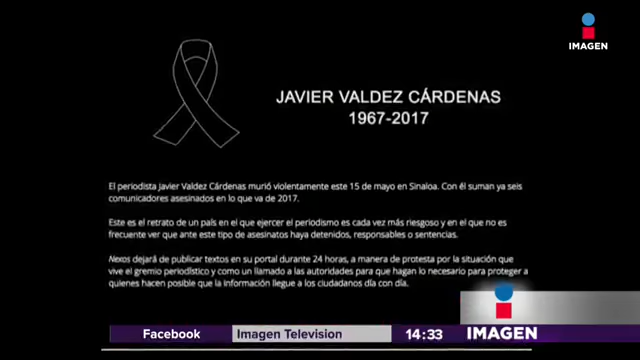 IMAGEN
JAVIER VALDEZ CÁRDENAS
1967-2017
El periodista Javier Valdez Cárdenas murió violentamente este 15 de mayo en Sinaloa. Con él suman ya seis
comunicadores asesinados en lo que va de 2017.
Este es el retrato de un país en el que ejercer el periodismo es cada vez más riesgoso y en el que no es
frecuente ver que ante este tipo de asesinatos haya detenidos, responsables o sentencias.
Nexos dejará de publicar textos en su portal durante 24 horas, a manera de protesta por la situación que
vive el gremio periodístico y como un llamado a las autoridades para que hagan lo necesario para proteger a
quienes hacen posible que la información llegue a los ciudadanos día con día.
Facebook Imagen Television 14:33 IMAGEN